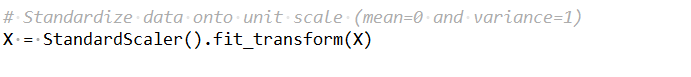 # Standardize data onto unit scale (mean=0 and variance=1)
X = StandardScaler().fit_transform(X)